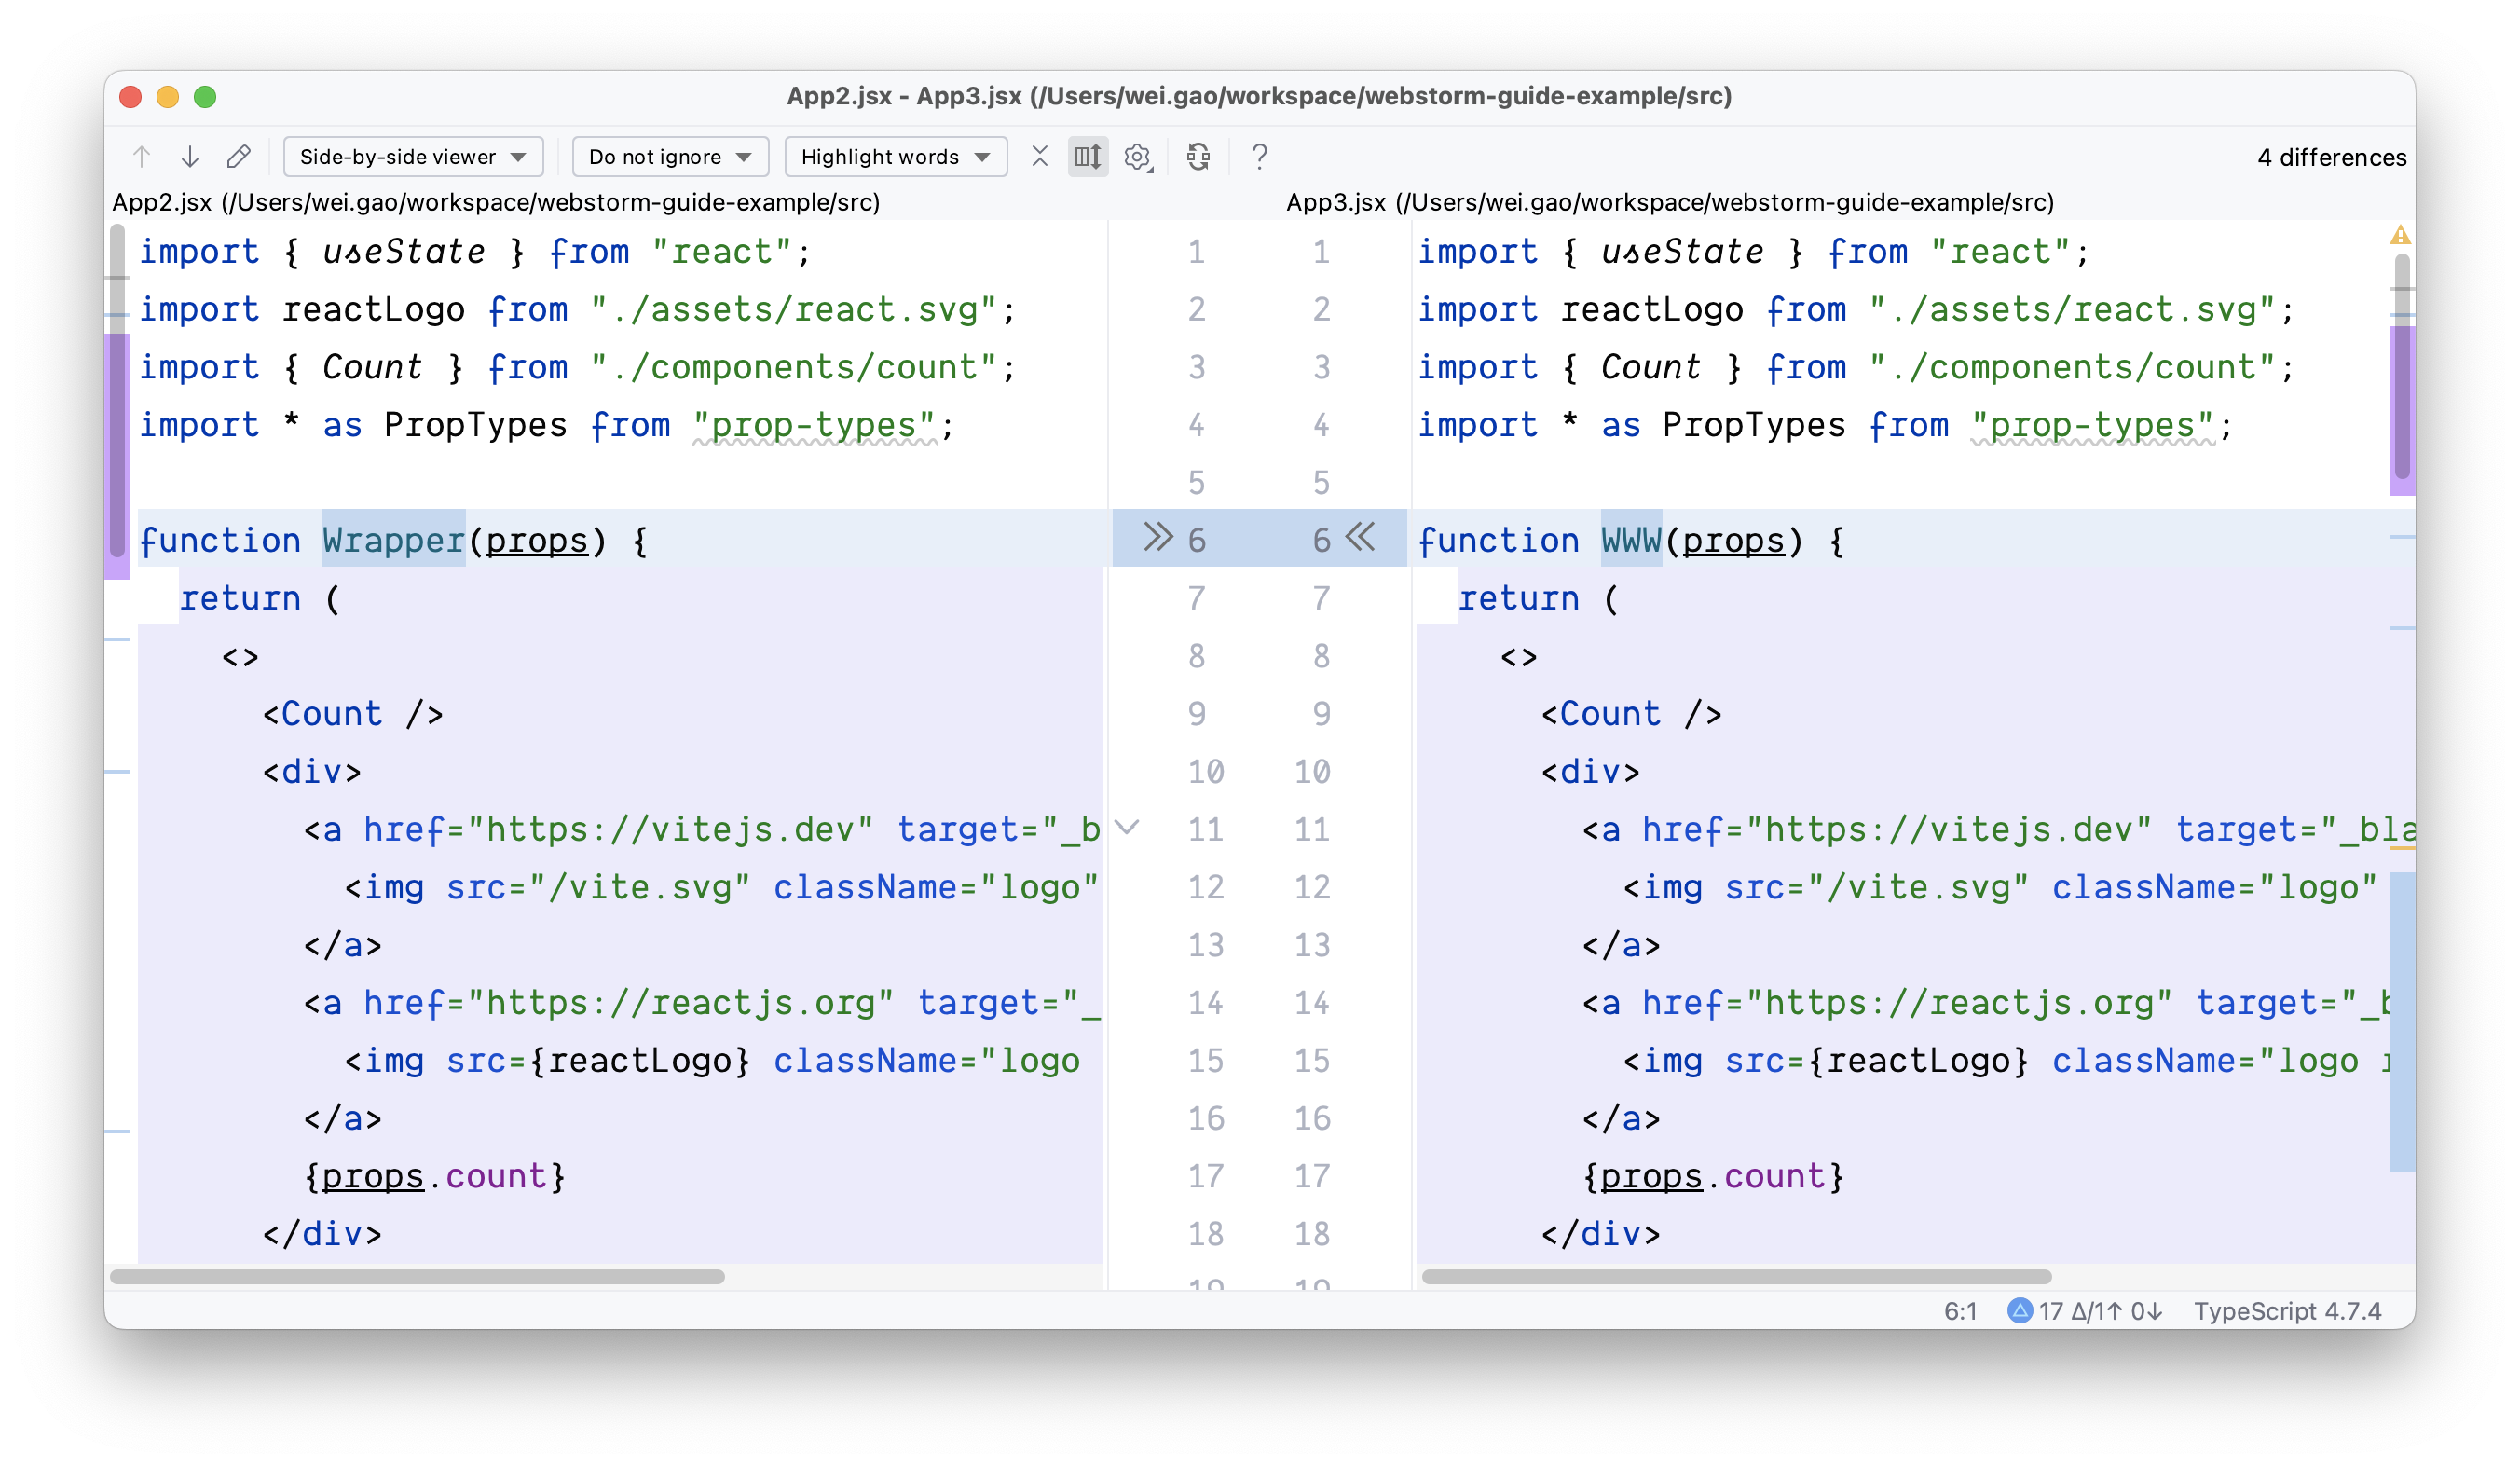 App2.jsx - App3.jsx (/Users/wei.gao/workspace/webstorm-guide-example/src)
Side-by-side viewer Do not ignore Highlight words ? 4 differences
App2.jsx (/Users/wei.gao/workspace/webstorm-guide-example/src)
App3.jsx (/Users/wei.gao/workspace/webstorm-guide-example/src)
import { useState } from "react"; 1 1 import { useState } from "react";
import reactLogo from "./assets/react.svg"; 2 2 import reactLogo from "./assets/react.svg";
import { Count } from "./components/count"; 3 3 import { Count } from "./components/count";
import * as PropTypes from "prop-types"; 4 4 import * as PropTypes from "prop-types";
5 5
function Wrapper(props) { 6 6 function WWW(props) {
return ( 7 7 return (
<> 8 8 <>
<Count /> 9 9 <Count />
<div> 10 10 <div>
<a href="https://vitejs.dev" target="_b 11 11 <a href="https://vitejs.dev" target="_bla
<img src="/vite.svg" className="logo" 12 12 <img src="/vite.svg" className="logo"
</a> 13 13 </a>
<a href="https://reactjs.org" target="_ 14 14 <a href="https://reactjs.org" target="_b
<img src={reactLogo} className="logo 15 15 <img src={reactLogo} className="logo
</a> 16 16 </a>
{props.count} 17 17 {props.count}
</div> 18 18 </div>
19 19
6:1 17 Δ/1↑ 0↓ TypeScript 4.7.4